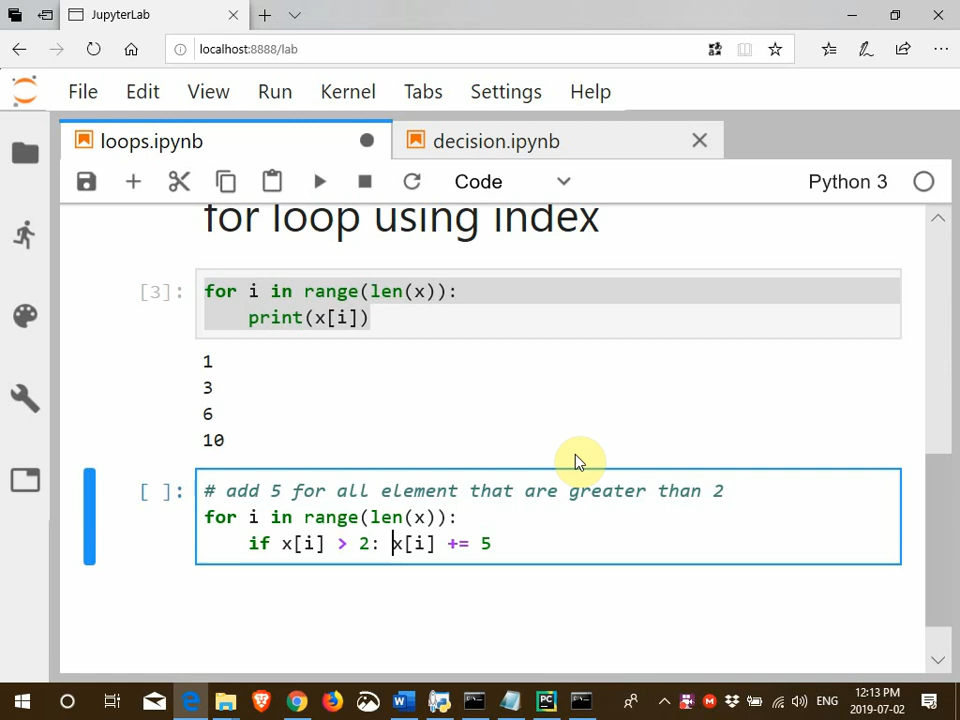 JupyterLab
localhost:8888/lab
File Edit View Run Kernel Tabs Settings Help
loops.ipynb decision.ipynb
Code Python 3
for loop using index
[3]: for i in range(len(x)):
print(x[i])
1
3
6
10
[ ]: # add 5 for all element that are greater than 2
for i in range(len(x)):
if x[i] > 2: x[i] += 5
ENG 12:13 PM
2019-07-02